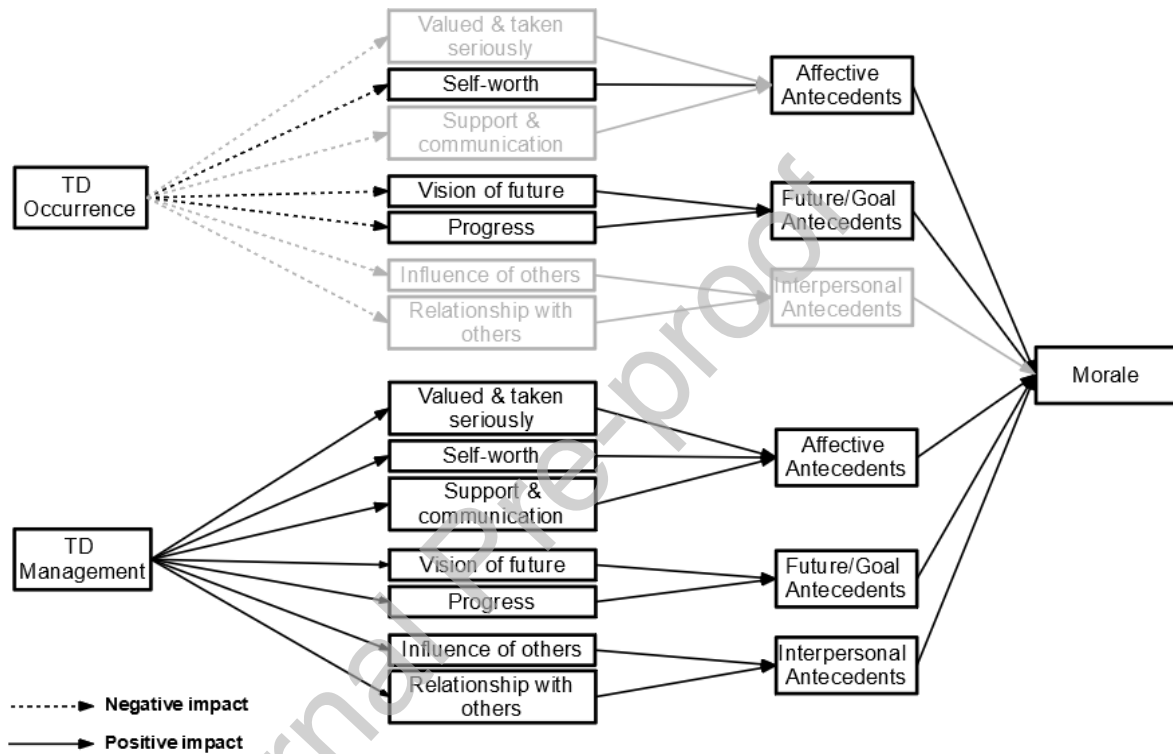 Valued & taken
seriously
Self-worth
Support &
communication
TD
Occurrence
Vision of future
Progress
Influence of others
Relationship with
others
Affective
Antecedents
Future/Goal
Antecedents
Interpersonal
Antecedents
Morale
Valued & taken
seriously
Self-worth
Support &
communication
TD
Management
Vision of future
Progress
Influence of others
Relationship with
others
Affective
Antecedents
Future/Goal
Antecedents
Interpersonal
Antecedents
Negative impact
Positive impact
rnal Pre-proof